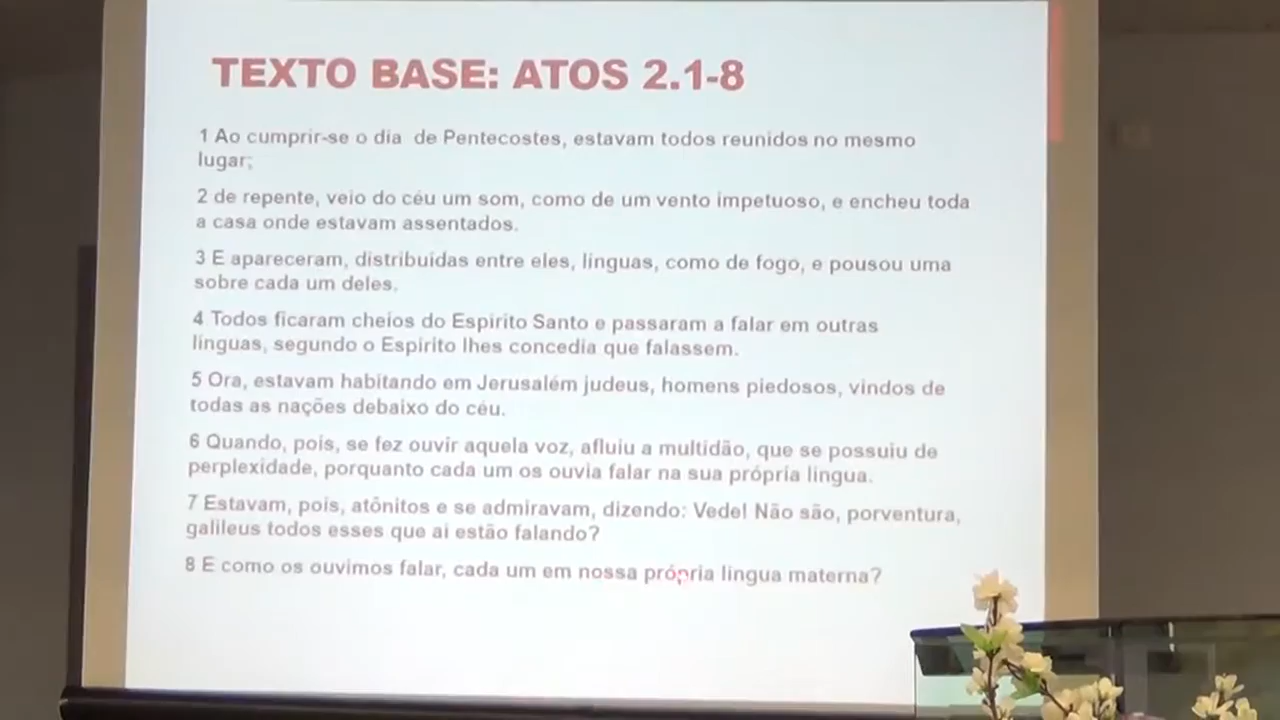 TEXTO BASE: ATOS 2.1-8
1 Ao cumprir-se o dia de Pentecostes, estavam todos reunidos no mesmo
lugar;
2 de repente, veio do céu um som, como de um vento impetuoso, e encheu toda
a casa onde estavam assentados.
3 E apareceram, distribuídas entre eles, línguas, como de fogo, e pousou uma
sobre cada um deles.
4 Todos ficaram cheios do Espírito Santo e passaram a falar em outras
línguas, segundo o Espírito lhes concedia que falassem.
5 Ora, estavam habitando em Jerusalém judeus, homens piedosos, vindos de
todas as nações debaixo do céu.
6 Quando, pois, se fez ouvir aquela voz, afluiu a multidão, que se possuiu de
perplexidade, porquanto cada um os ouvia falar na sua própria língua.
7 Estavam, pois, atônitos e se admiravam, dizendo: Vede! Não são, porventura,
galileus todos esses que aí estão falando?
8 E como os ouvimos falar, cada um em nossa própria língua materna?